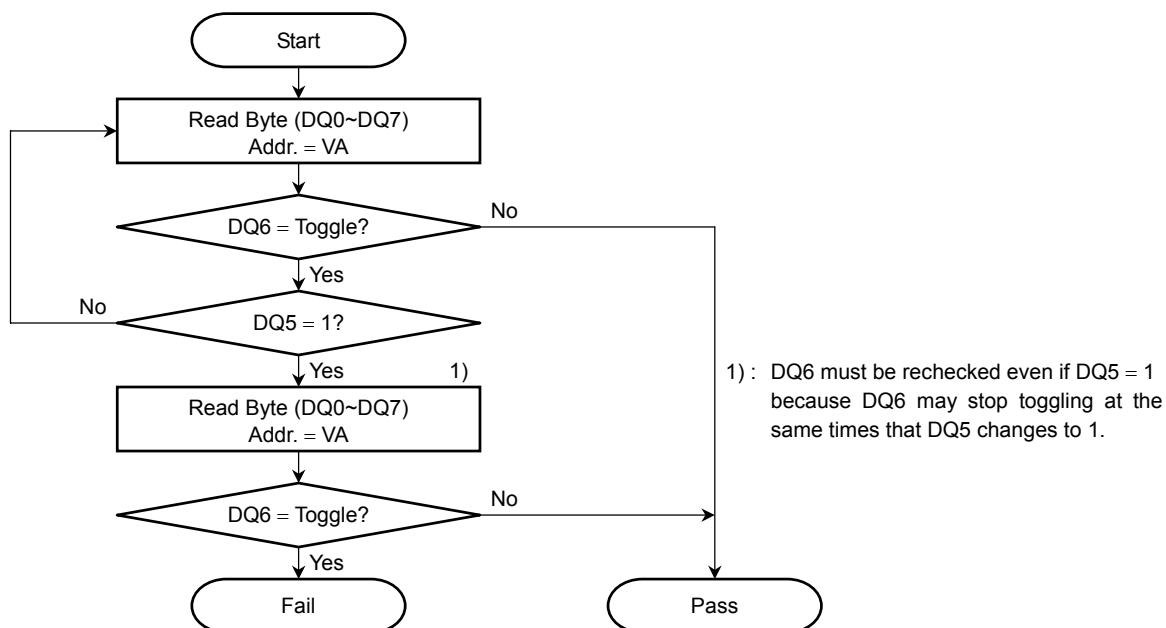 Start
Read Byte (DQ0~DQ7)
Addr. = VA
DQ6 = Toggle?
No
Yes
No
DQ5 = 1?
Yes
1)
Read Byte (DQ0~DQ7)
Addr. = VA
1) : DQ6 must be rechecked even if DQ5 = 1
because DQ6 may stop toggling at the
same times that DQ5 changes to 1.
DQ6 = Toggle?
No
Yes
Fail
Pass